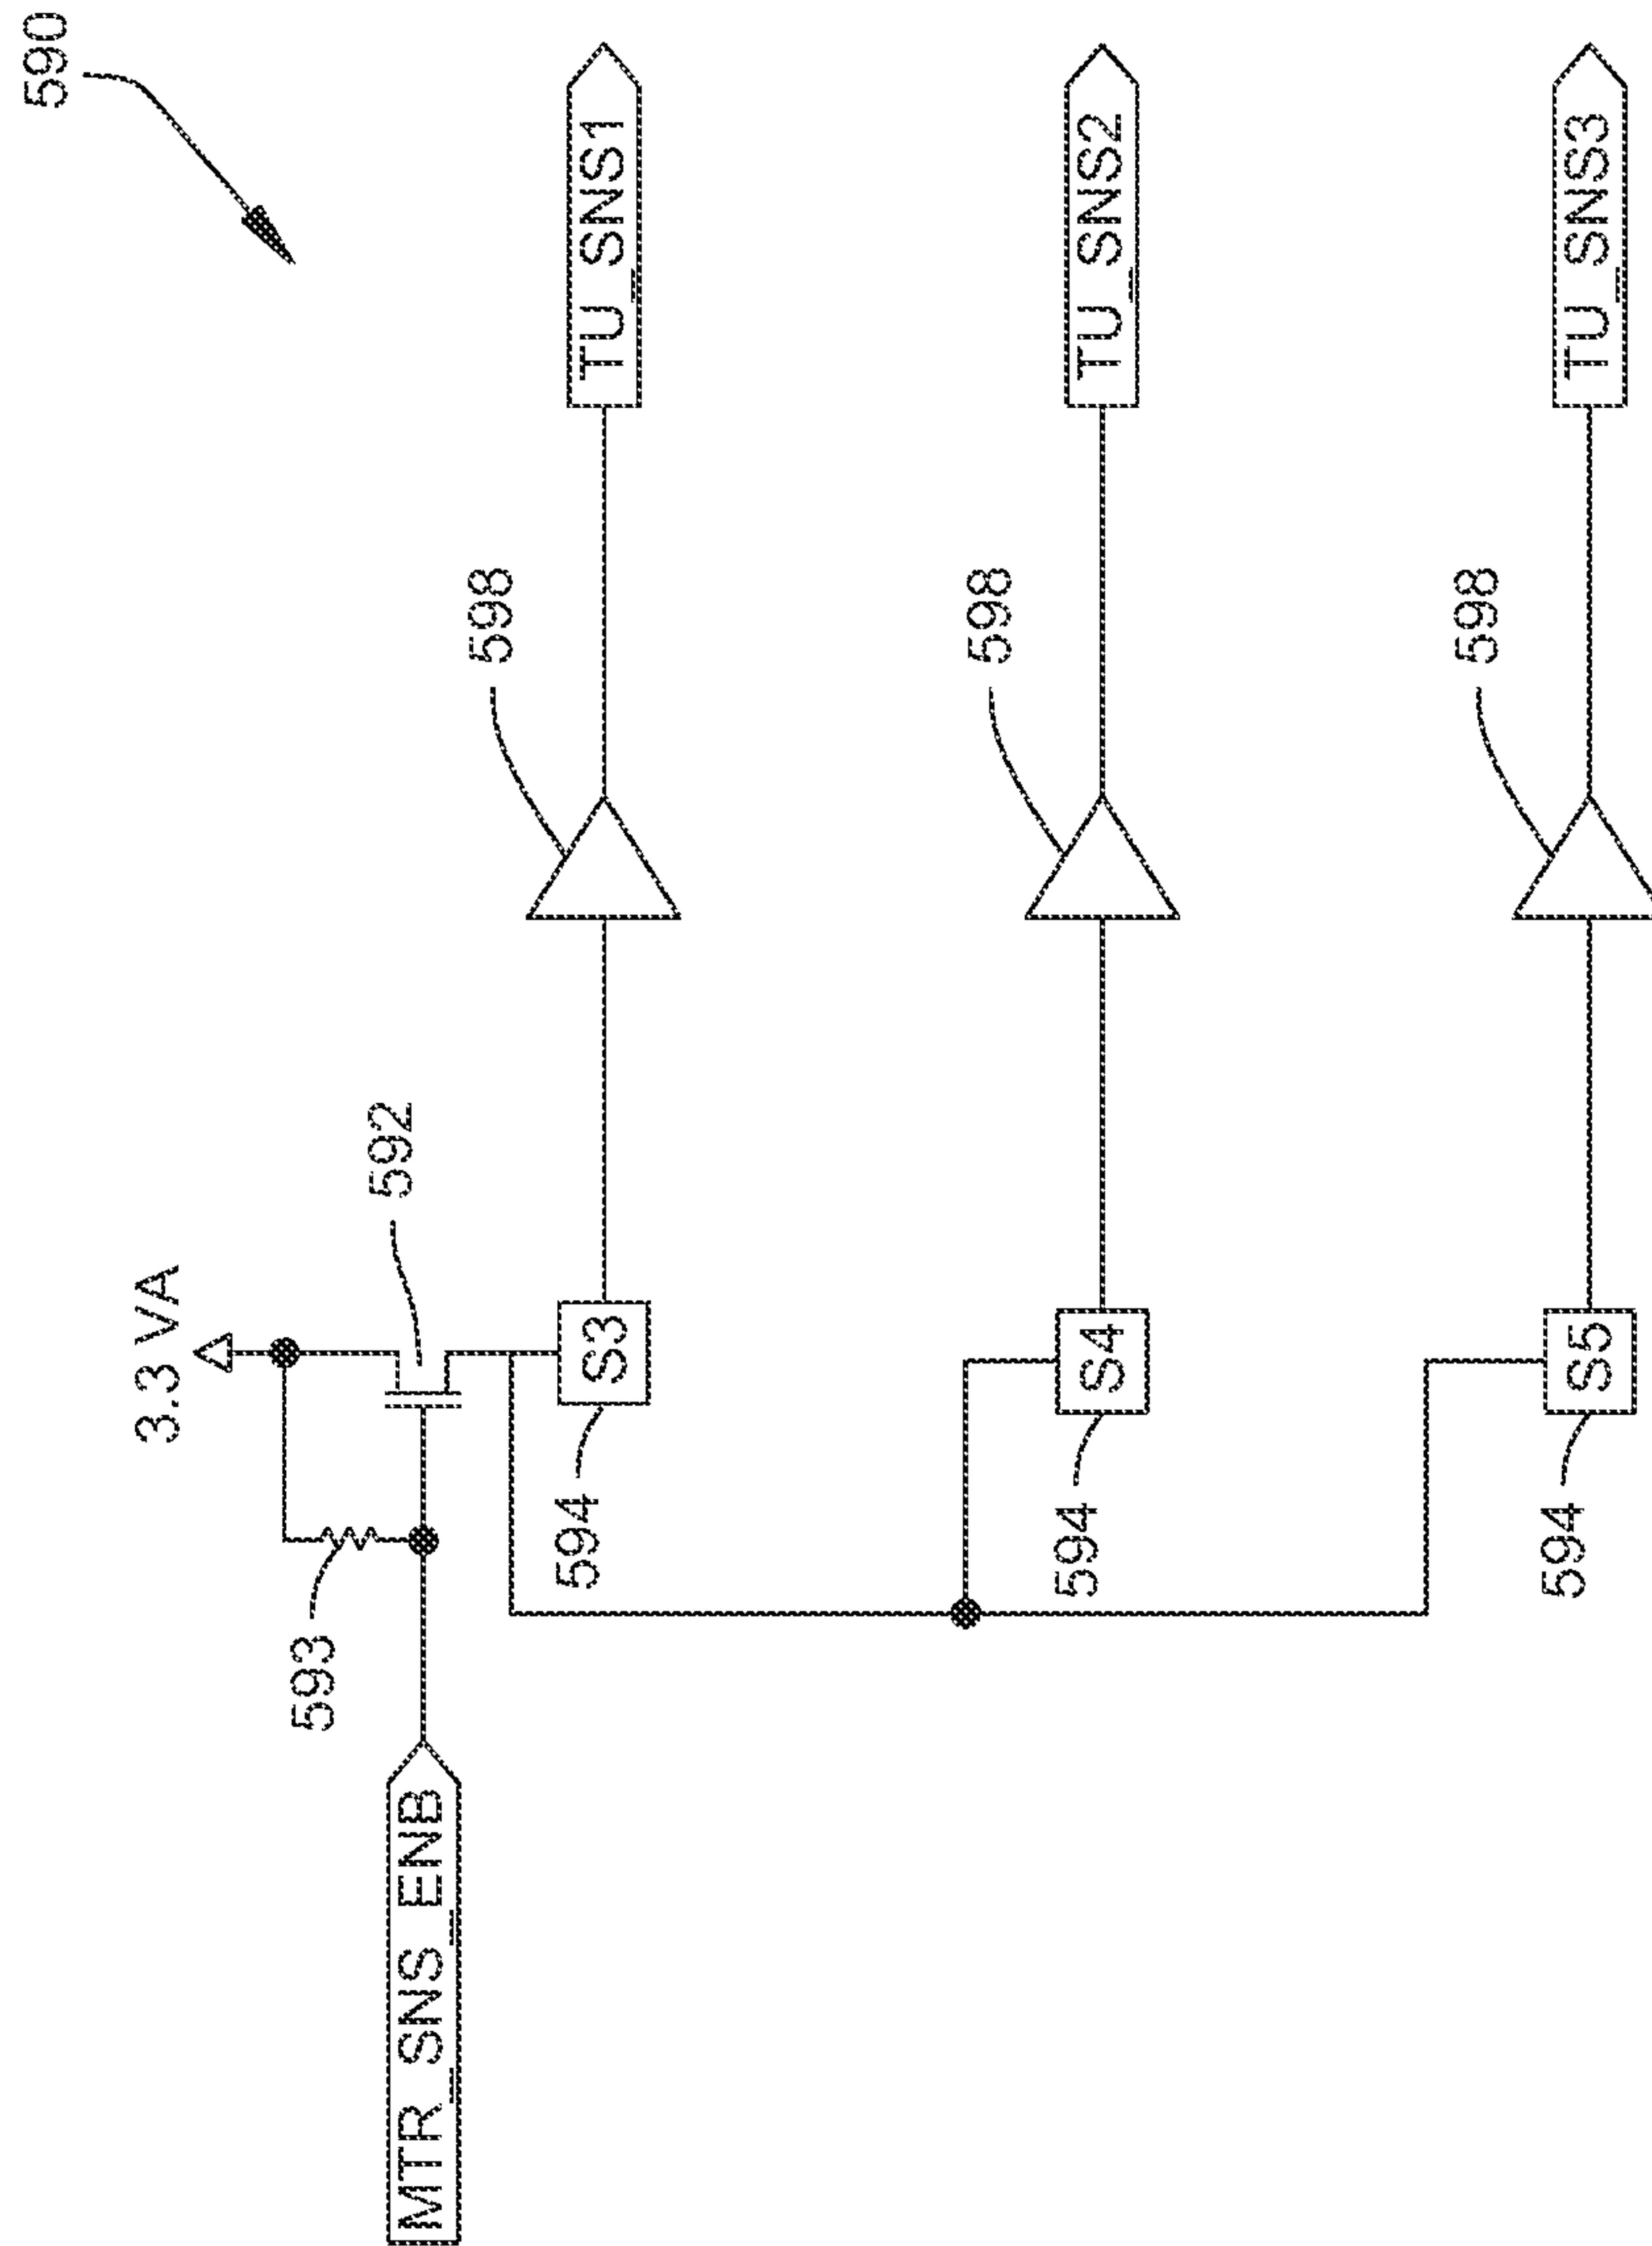 590
3.3 VA
593
592
MTR_SNS_ENB
594
S3
598
TU_SNS1
594
S4
598
TU_SNS2
594
S5
598
TU_SNS3